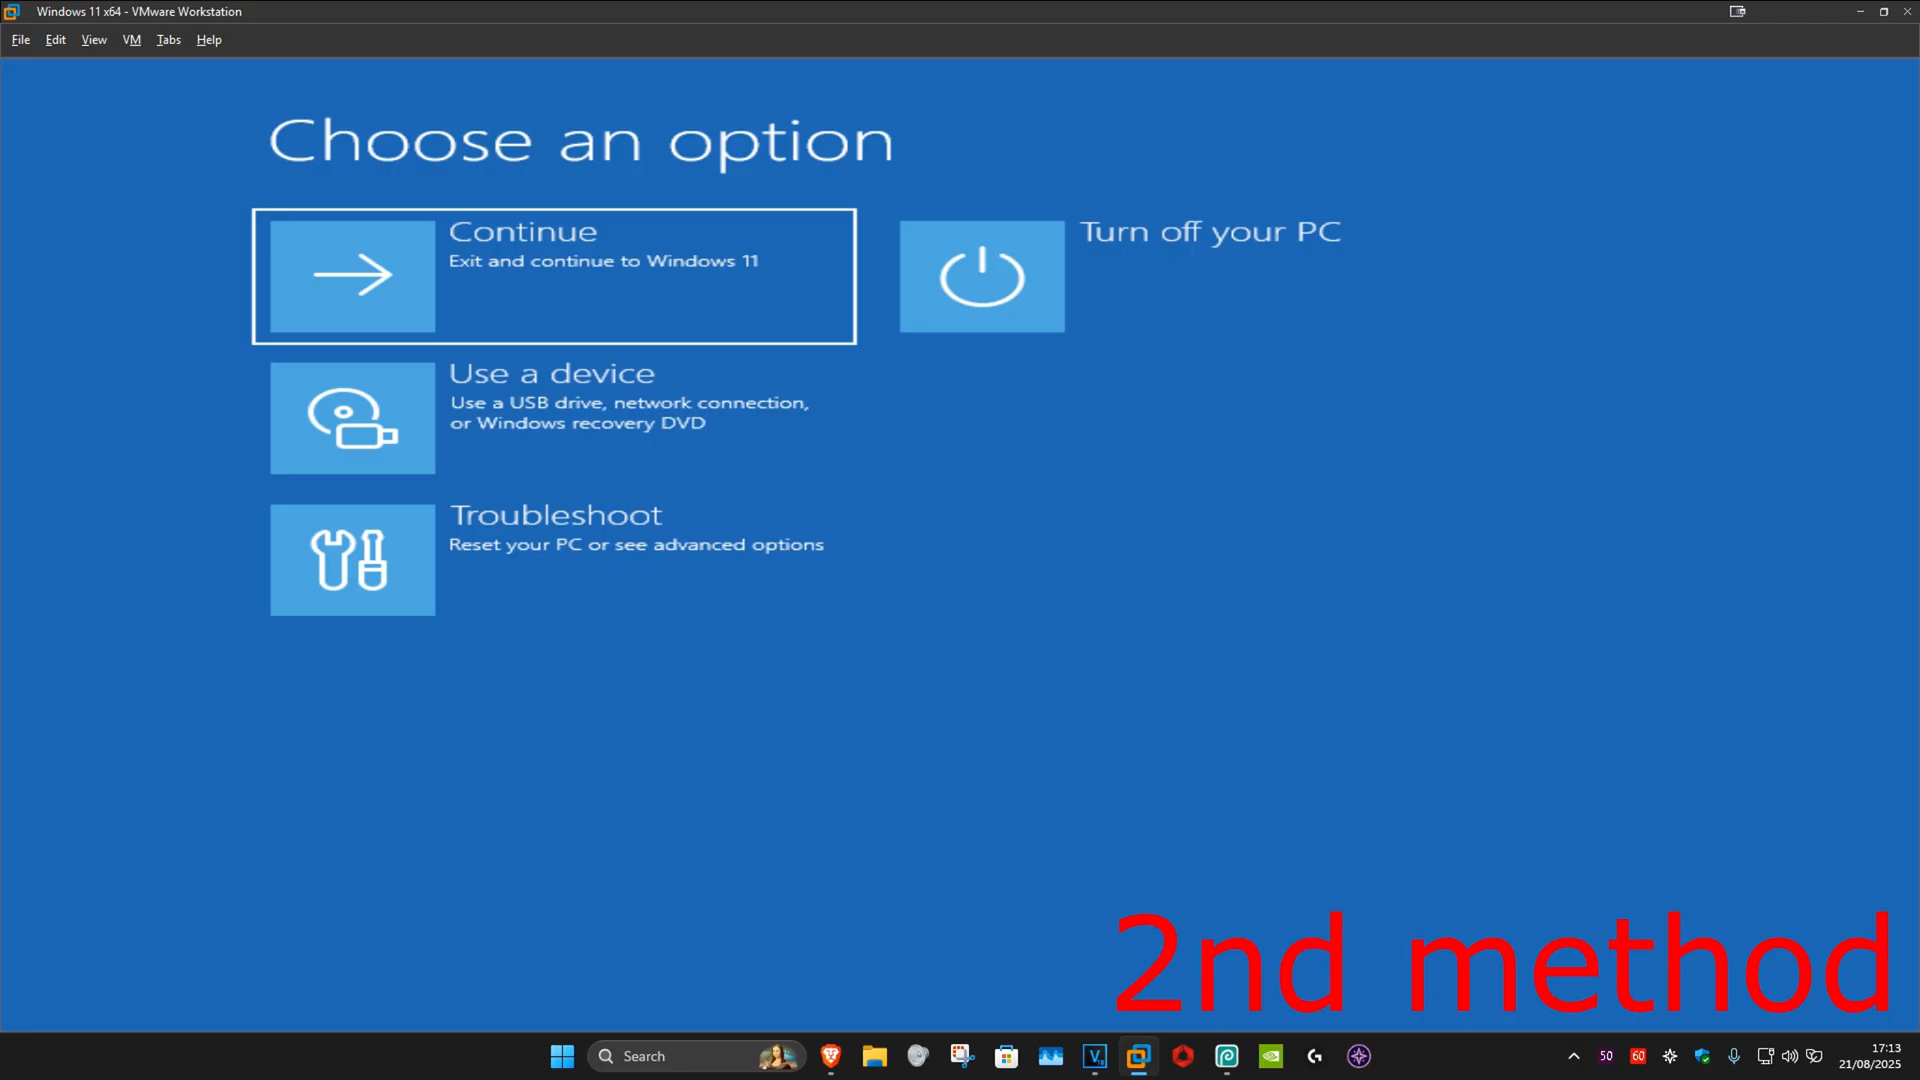 Windows 11 x64 - VMware Workstation
File Edit View VM Tabs Help
Choose an option
Continue
Exit and continue to Windows 11
Turn off your PC
Use a device
Use a USB drive, network connection,
or Windows recovery DVD
Troubleshoot
Reset your PC or see advanced options
2nd method
Search
50 60
17:13
21/08/2025